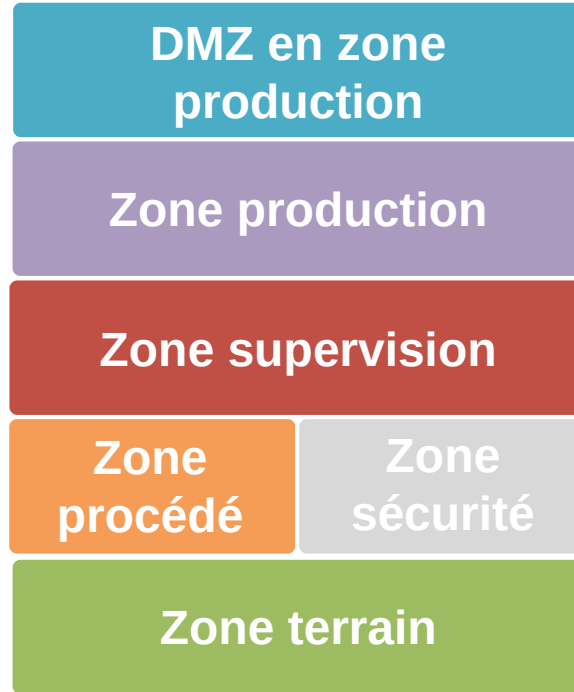 DMZ en zone
production
Zone production
Zone supervision
Zone
procédé
Zone
sécurité
Zone terrain